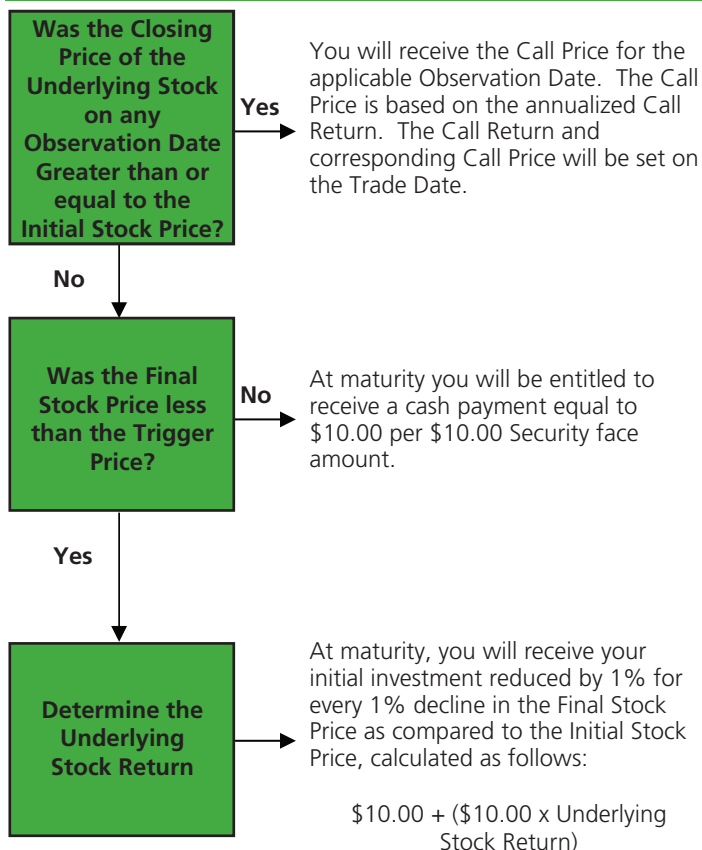 Was the Closing
Price of the
Underlying Stock
on any
Observation Date
Greater than or
equal to the
Initial Stock Price?
Yes
You will receive the Call Price for the
applicable Observation Date. The Call
Price is based on the annualized Call
Return. The Call Return and
corresponding Call Price will be set on
the Trade Date.
No
Was the Final
Stock Price less
than the Trigger
Price?
No
At maturity you will be entitled to
receive a cash payment equal to
$10.00 per $10.00 Security face
amount.
Yes
Determine the
Underlying
Stock Return
At maturity, you will receive your
initial investment reduced by 1% for
every 1% decline in the Final Stock
Price as compared to the Initial Stock
Price, calculated as follows:
$10.00 + ($10.00 x Underlying
Stock Return)